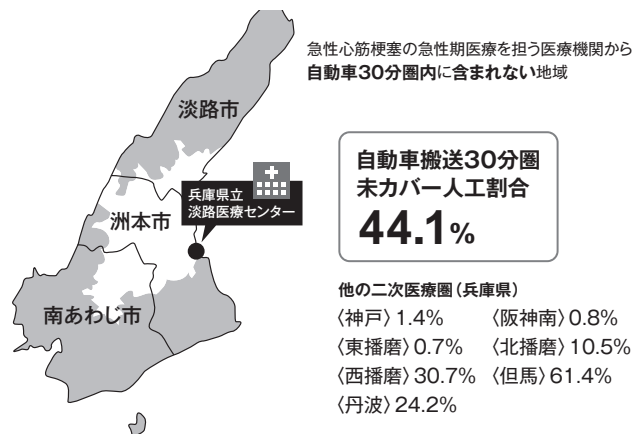 急性心筋梗塞の急性期医療を担う医療機関から
自動車30分圏内に含まれない地域
淡路市
兵庫県立
淡路医療センター
洲本市
南あわじ市
自動車搬送30分圏
未カバー人工割合
44.1%
他の二次医療圏(兵庫県)
〈神戸〉1.4% 〈阪神南〉0.8%
〈東播磨〉0.7% 〈北播磨〉10.5%
〈西播磨〉30.7% 〈但馬〉61.4%
〈丹波〉24.2%